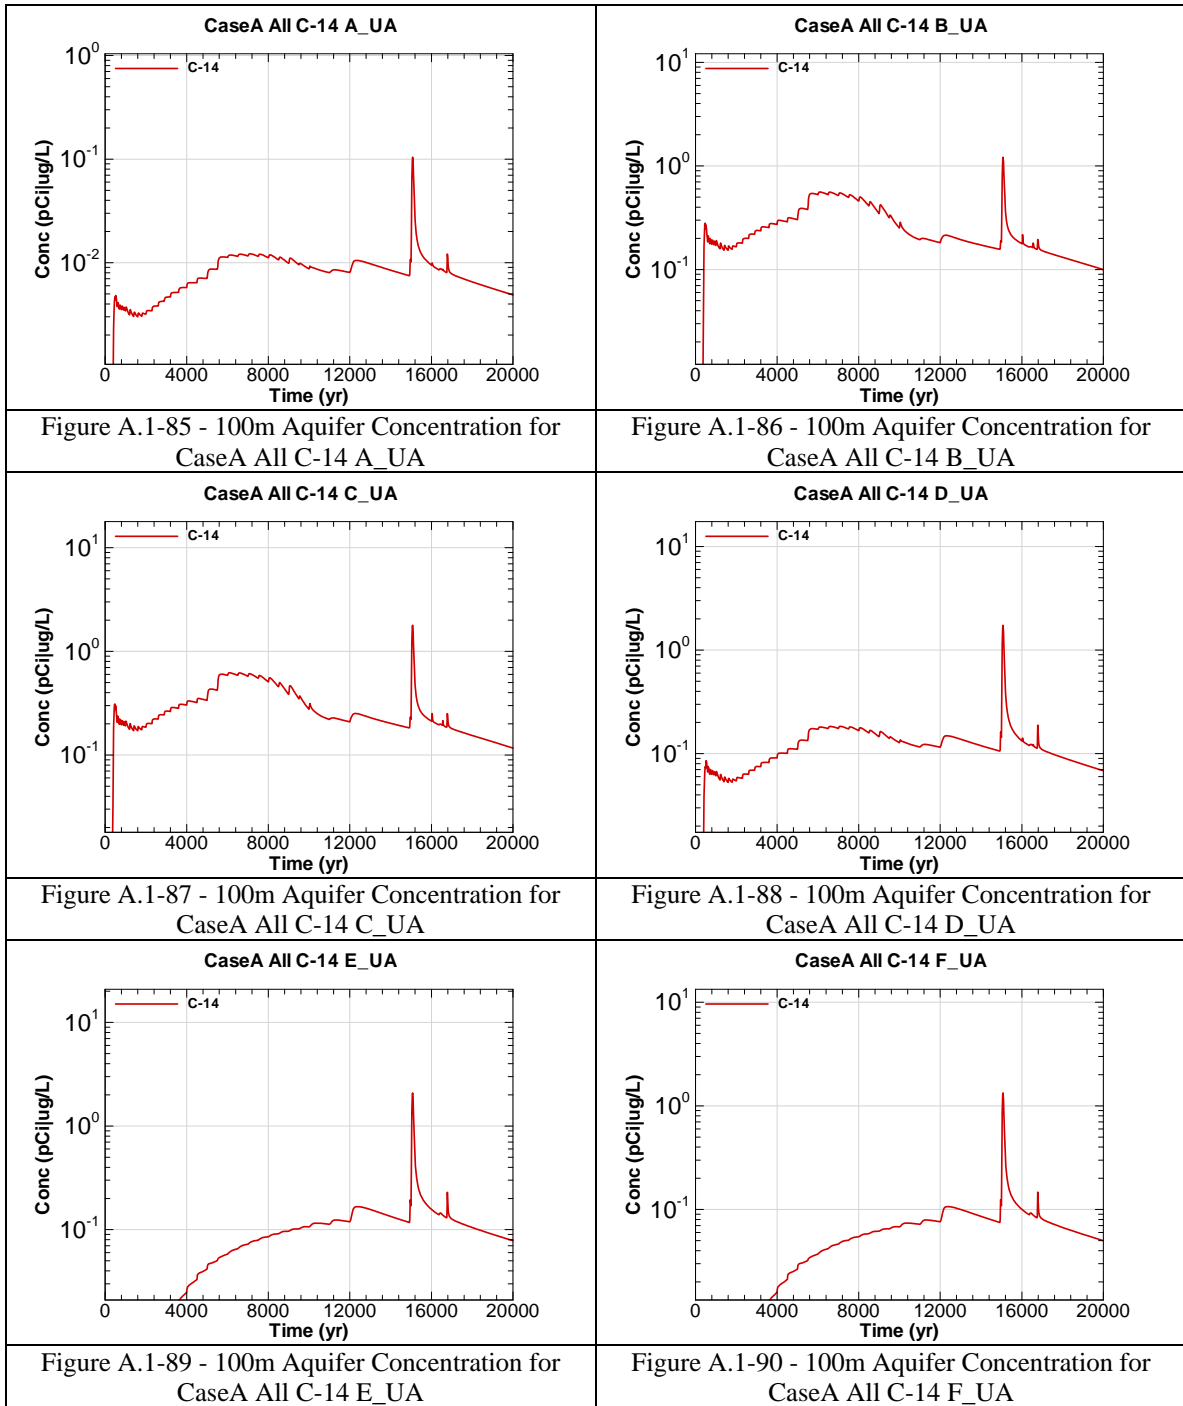 CaseA All C-14 A_UA
C-14
10^0
10^-1
10^-2
Conc (pCi|ug/L)
0 4000 8000 12000 16000 20000
Time (yr)
Figure A.1-85 - 100m Aquifer Concentration for
CaseA All C-14 A_UA
CaseA All C-14 B_UA
C-14
10^1
10^0
10^-1
Conc (pCi|ug/L)
0 4000 8000 12000 16000 20000
Time (yr)
Figure A.1-86 - 100m Aquifer Concentration for
CaseA All C-14 B_UA
CaseA All C-14 C_UA
C-14
10^1
10^0
10^-1
Conc (pCi|ug/L)
0 4000 8000 12000 16000 20000
Time (yr)
Figure A.1-87 - 100m Aquifer Concentration for
CaseA All C-14 C_UA
CaseA All C-14 D_UA
C-14
10^1
10^0
10^-1
Conc (pCi|ug/L)
0 4000 8000 12000 16000 20000
Time (yr)
Figure A.1-88 - 100m Aquifer Concentration for
CaseA All C-14 D_UA
CaseA All C-14 E_UA
C-14
10^1
10^0
10^-1
Conc (pCi|ug/L)
0 4000 8000 12000 16000 20000
Time (yr)
Figure A.1-89 - 100m Aquifer Concentration for
CaseA All C-14 E_UA
CaseA All C-14 F_UA
C-14
10^1
10^0
10^-1
Conc (pCi|ug/L)
0 4000 8000 12000 16000 20000
Time (yr)
Figure A.1-90 - 100m Aquifer Concentration for
CaseA All C-14 F_UA